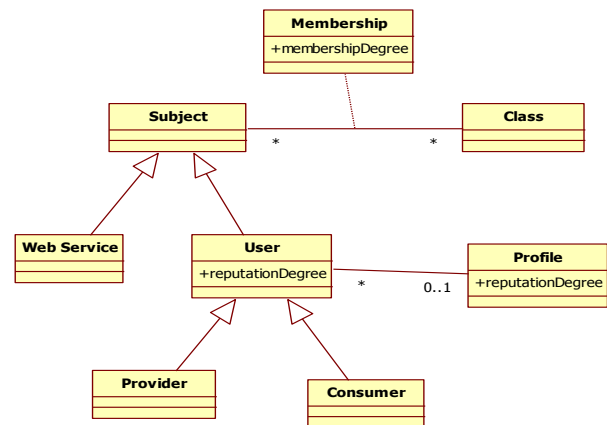 Membership
+membershipDegree
Subject
Class
*
*
Web Service
User
+reputationDegree
Profile
+reputationDegree
*
0..1
Provider
Consumer